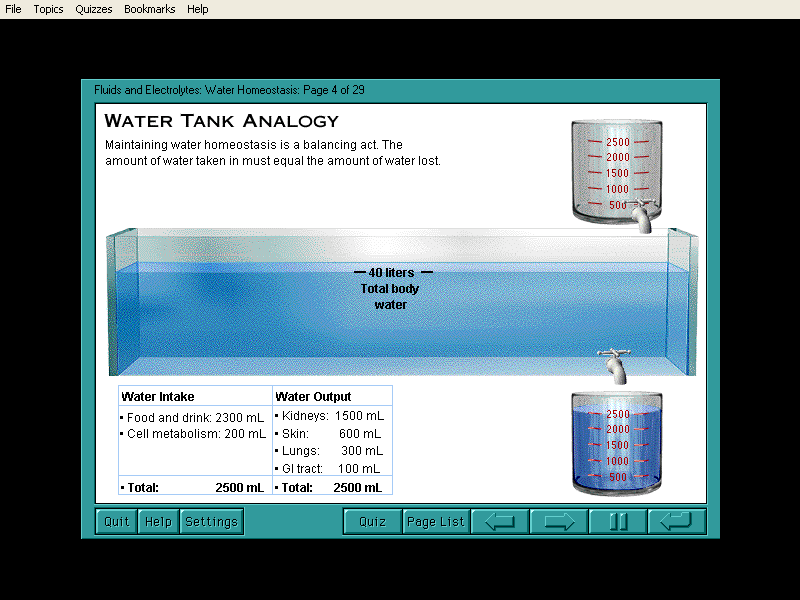 File Topics Quizzes Bookmarks Help
Fluids and Electrolytes: Water Homeostasis: Page 4 of 29
WATER TANK ANALOGY
Maintaining water homeostasis is a balancing act. The
amount of water taken in must equal the amount of water lost.
2500
2000
1500
1000
500
40 liters
Total body
water
Water Intake
• Food and drink: 2300 mL
• Cell metabolism: 200 mL
• Total: 2500 mL
Water Output
• Kidneys: 1500 mL
• Skin: 600 mL
• Lungs: 300 mL
• GI tract: 100 mL
• Total: 2500 mL
2500
2000
1500
1000
500
Quit Help Settings Quiz Page List